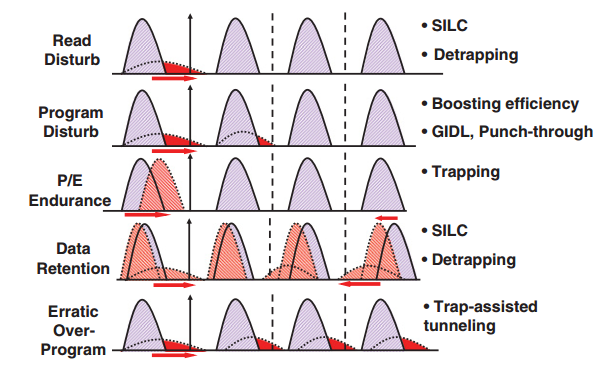 Read
Disturb
• SILC
• Detrapping
Program
Disturb
• Boosting efficiency
• GIDL, Punch-through
P/E
Endurance
• Trapping
Data
Retention
• SILC
• Detrapping
Erratic
Over-
Program
• Trap-assisted
tunneling